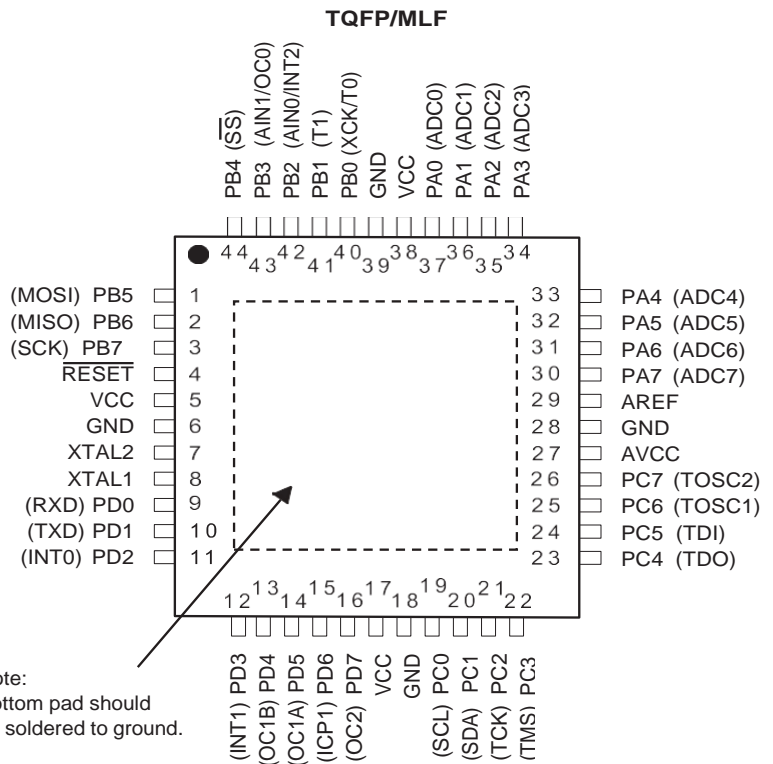 TQFP/MLF
PB4 (SS)
PB3 (AIN1/OC0)
PB2 (AIN0/INT2)
PB1 (T1)
PB0 (XCK/T0)
GND
VCC
PA0 (ADC0)
PA1 (ADC1)
PA2 (ADC2)
PA3 (ADC3)
44
43
42
41
40
39
38
37
36
35
34
(MOSI) PB5 1
(MISO) PB6 2
(SCK) PB7 3
RESET 4
VCC 5
GND 6
XTAL2 7
XTAL1 8
(RXD) PD0 9
(TXD) PD1 10
(INT0) PD2 11
33 PA4 (ADC4)
32 PA5 (ADC5)
31 PA6 (ADC6)
30 PA7 (ADC7)
29 AREF
28 GND
27 AVCC
26 PC7 (TOSC2)
25 PC6 (TOSC1)
24 PC5 (TDI)
23 PC4 (TDO)
12
13
14
15
16
17
18
19
20
21
22
(INT1) PD3
(OC1B) PD4
(OC1A) PD5
(ICP1) PD6
(OC2) PD7
VCC
GND
(SCL) PC0
(SDA) PC1
(TCK) PC2
(TMS) PC3
ote:
ottom pad should
soldered to ground.